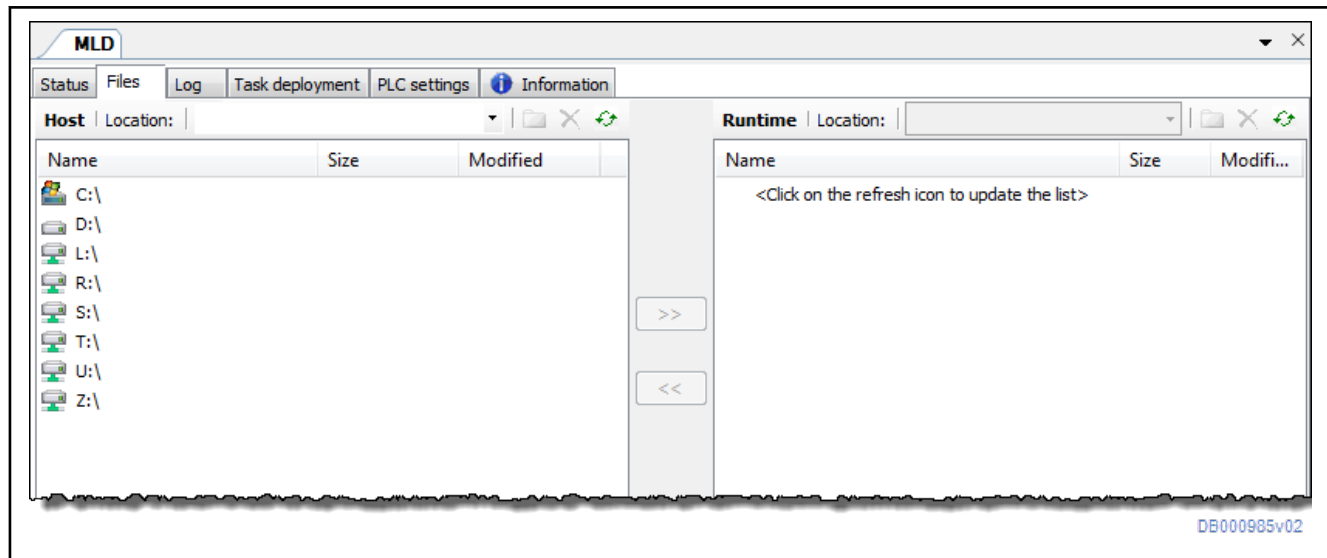 MLD
Status Files Log Task deployment PLC settings Information
Host Location: Runtime Location:
Name Size Modified Name Size Modifi...
C:\ <Click on the refresh icon to update the list>
D:\
L:\
R:\
S:\
T:\
U:\
Z:\
>>
<<
DB000985v02